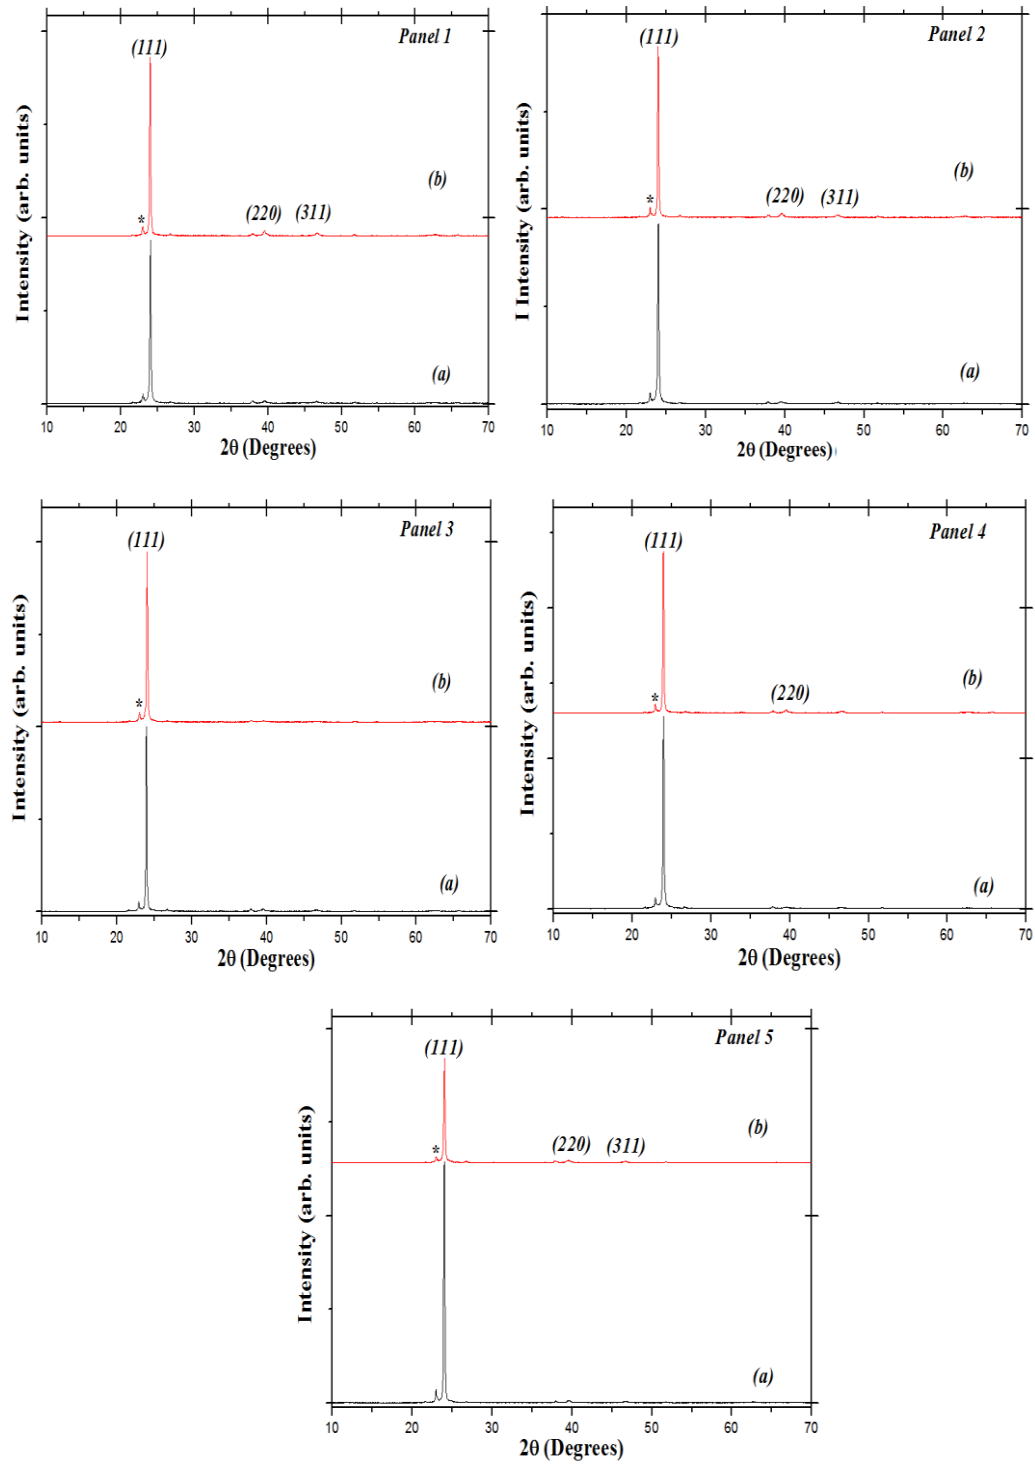 Panel 1
(111)
(b)
*
(220) (311)
(a)
Intensity (arb. units)
10 20 30 40 50 60 70
2θ (Degrees)
Panel 2
(111)
(b)
*
(220) (311)
(a)
I Intensity (arb. units)
10 20 30 40 50 60 70
2θ (Degrees)
Panel 3
(111)
(b)
*
(a)
Intensity (arb. units)
10 20 30 40 50 60 70
2θ (Degrees)
Panel 4
(111)
(b)
*
(220)
(a)
Intensity (arb. units)
10 20 30 40 50 60 70
2θ (Degrees)
Panel 5
(111)
(b)
*
(220) (311)
(a)
Intensity (arb. units)
10 20 30 40 50 60 70
2θ (Degrees)